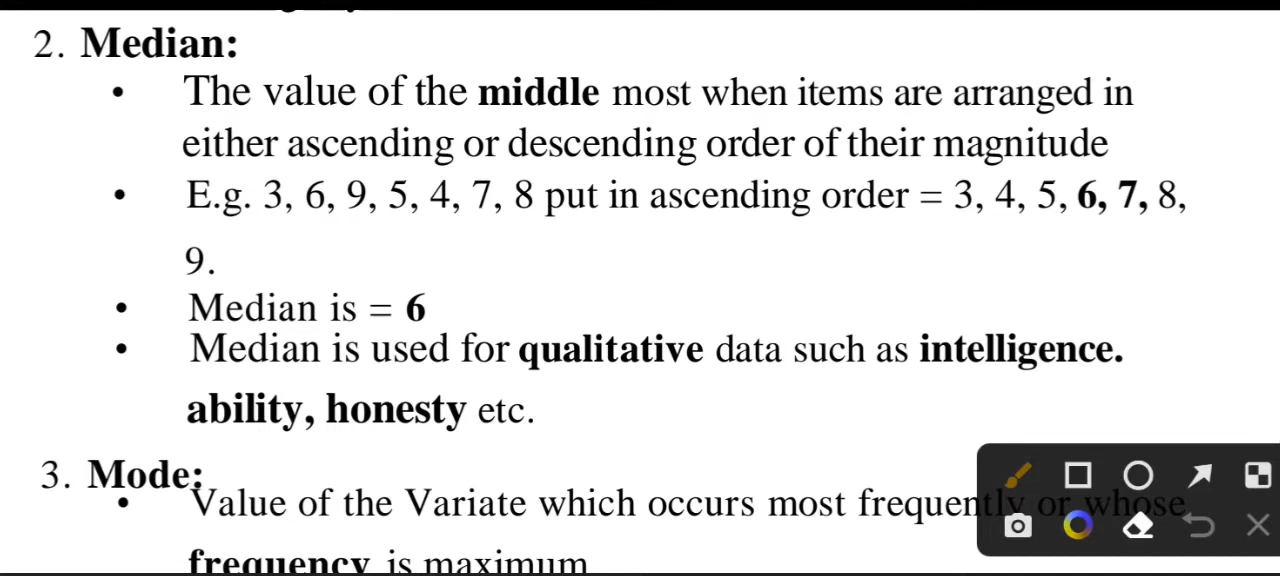 2. Median:
• The value of the middle most when items are arranged in
either ascending or descending order of their magnitude
• E.g. 3, 6, 9, 5, 4, 7, 8 put in ascending order = 3, 4, 5, 6, 7, 8,
9.
• Median is = 6
• Median is used for qualitative data such as intelligence.
ability, honesty etc.
3. Mode:
• Value of the Variate which occurs most frequently or whose
frequency is maximum